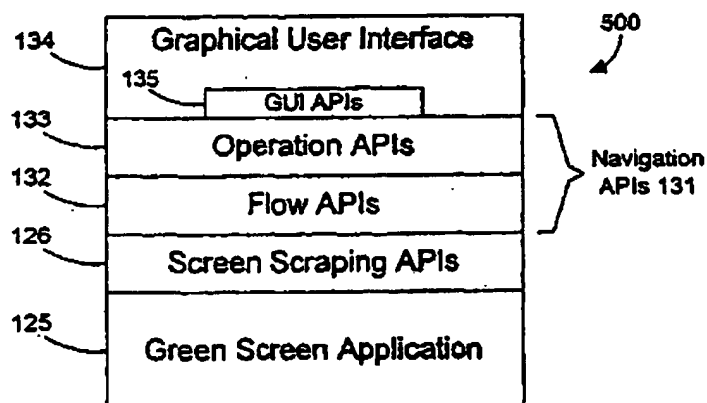 134
Graphical User Interface
500
135
GUI APIs
133
Operation APIs
Navigation
APIs 131
132
Flow APIs
126
Screen Scraping APIs
125
Green Screen Application